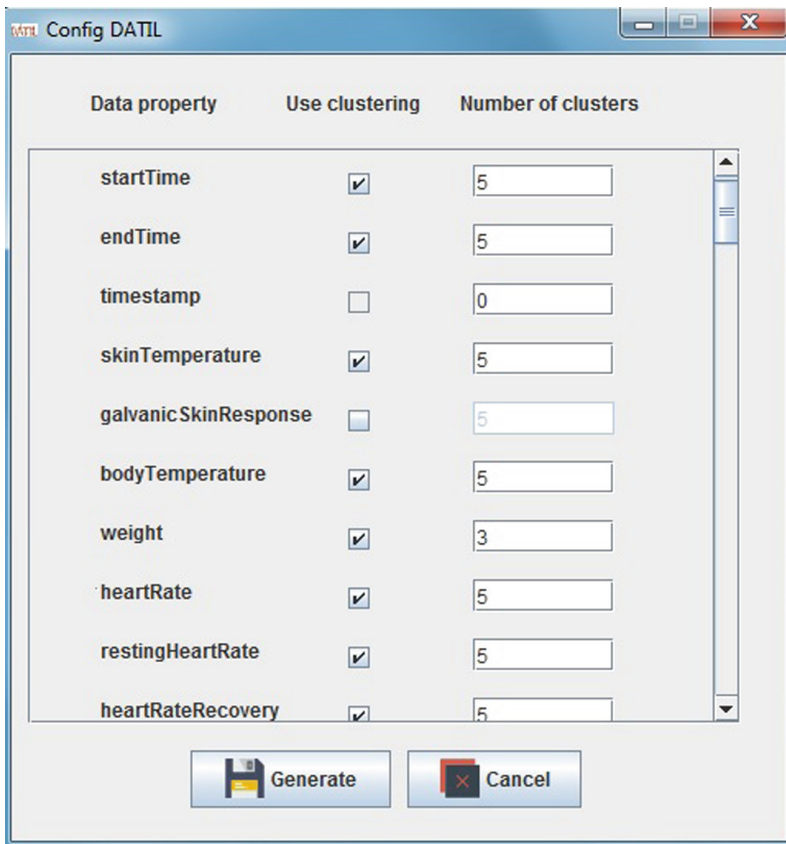 Config DATIL
Data property Use clustering Number of clusters
startTime 5
endTime 5
timestamp 0
skinTemperature 5
galvanicSkinResponse 5
bodyTemperature 5
weight 3
heartRate 5
restingHeartRate 5
heartRateRecovery 5
Generate Cancel